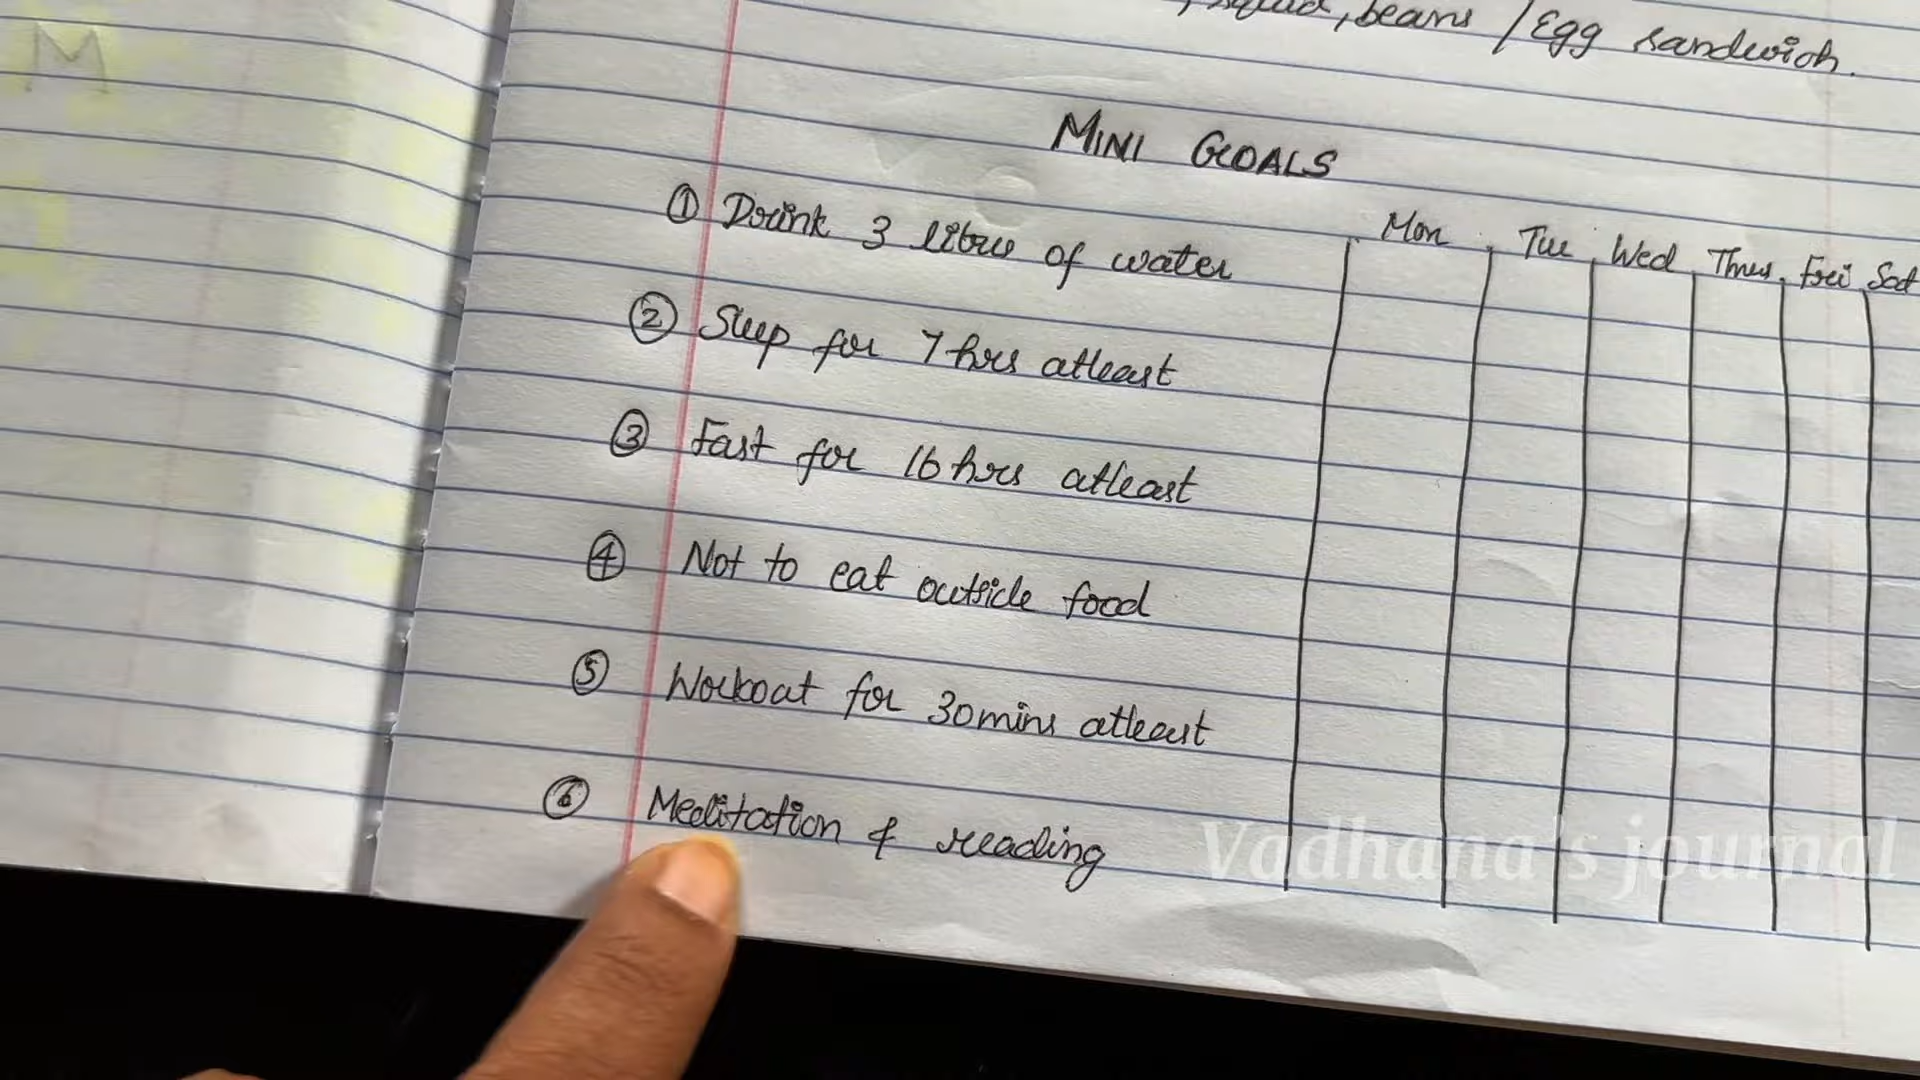 beans / Egg sandwich.
MINI GOALS
Mon Tue Wed Thus Fri Sat
① Drink 3 litres of water
② Sleep for 7 hrs atleast
③ Fast for 16 hrs atleast
④ Not to eat outside food
⑤ Workout for 30 mins atleast
⑥ Meditation & reading
Vadhana's journal
M